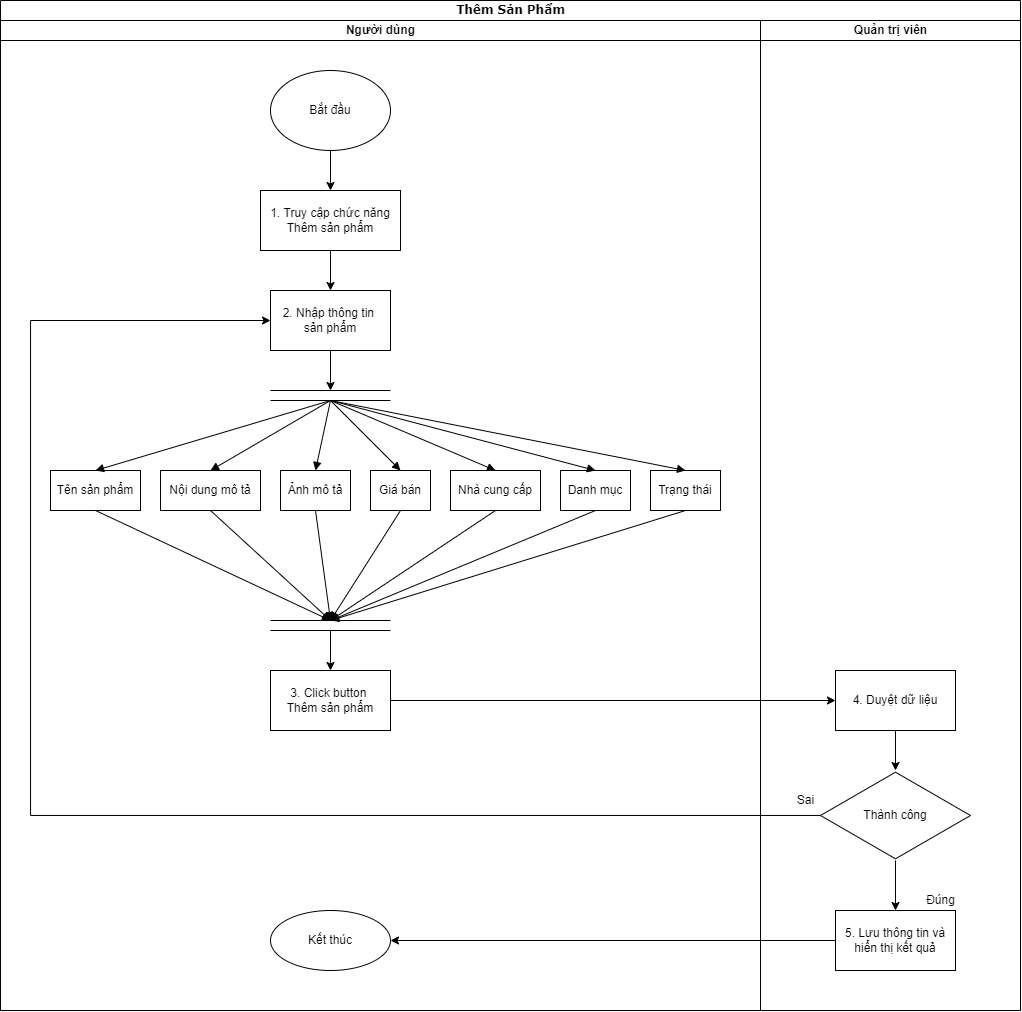 Thêm Sản Phẩm
Người dùng
Quản trị viên
Bắt đầu
1. Truy cập chức năng
Thêm sản phẩm
2. Nhập thông tin
sản phẩm
Tên sản phẩm
Nội dung mô tả
Ảnh mô tả
Giá bán
Nhà cung cấp
Danh mục
Trạng thái
3. Click button
Thêm sản phẩm
4. Duyệt dữ liệu
Sai
Thành công
Đúng
5. Lưu thông tin và
hiển thị kết quả
Kết thúc